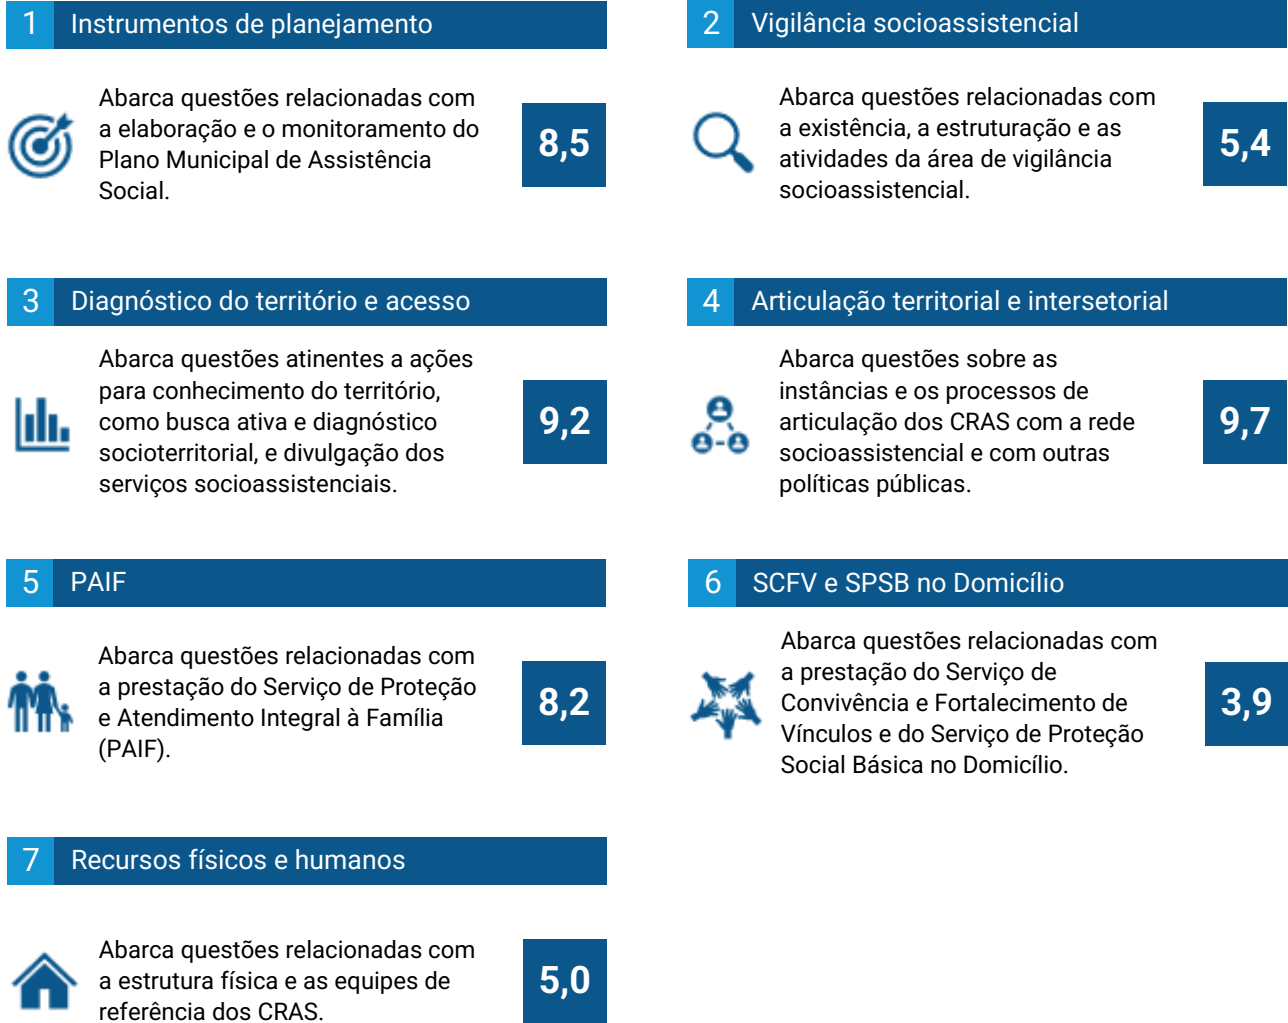 1 Instrumentos de planejamento
Abarca questões relacionadas com
a elaboração e o monitoramento do
Plano Municipal de Assistência
Social.
8,5
2 Vigilância socioassistencial
Abarca questões relacionadas com
a existência, a estruturação e as
atividades da área de vigilância
socioassistencial.
5,4
3 Diagnóstico do território e acesso
Abarca questões atinentes a ações
para conhecimento do território,
como busca ativa e diagnóstico
socioterritorial, e divulgação dos
serviços socioassistenciais.
9,2
4 Articulação territorial e intersetorial
Abarca questões sobre as
instâncias e os processos de
articulação dos CRAS com a rede
socioassistencial e com outras
políticas públicas.
9,7
5 PAIF
Abarca questões relacionadas com
a prestação do Serviço de Proteção
e Atendimento Integral à Família
(PAIF).
8,2
6 SCFV e SPSB no Domicílio
Abarca questões relacionadas com
a prestação do Serviço de
Convivência e Fortalecimento de
Vínculos e do Serviço de Proteção
Social Básica no Domicílio.
3,9
7 Recursos físicos e humanos
Abarca questões relacionadas com
a estrutura física e as equipes de
referência dos CRAS.
5,0